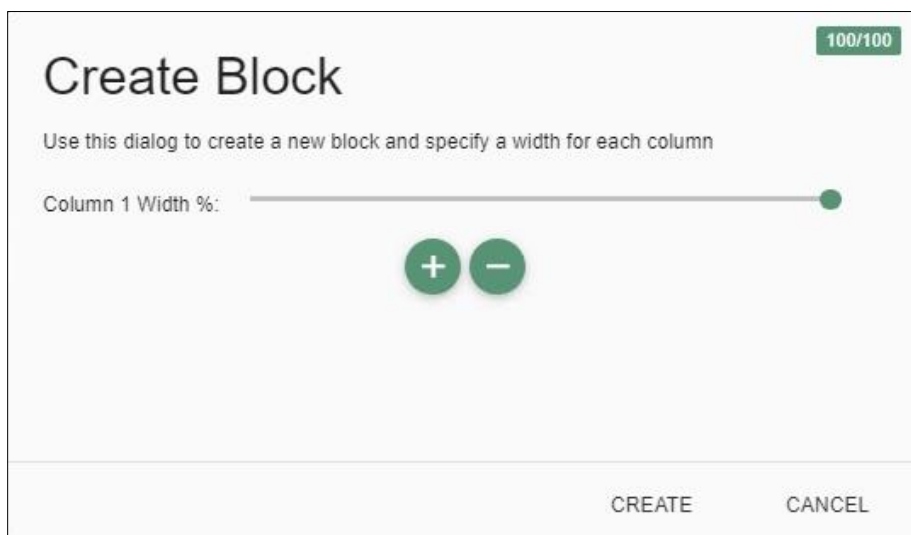 100/100
Create Block
Use this dialog to create a new block and specify a width for each column
Column 1 Width %:
+ −
CREATE CANCEL